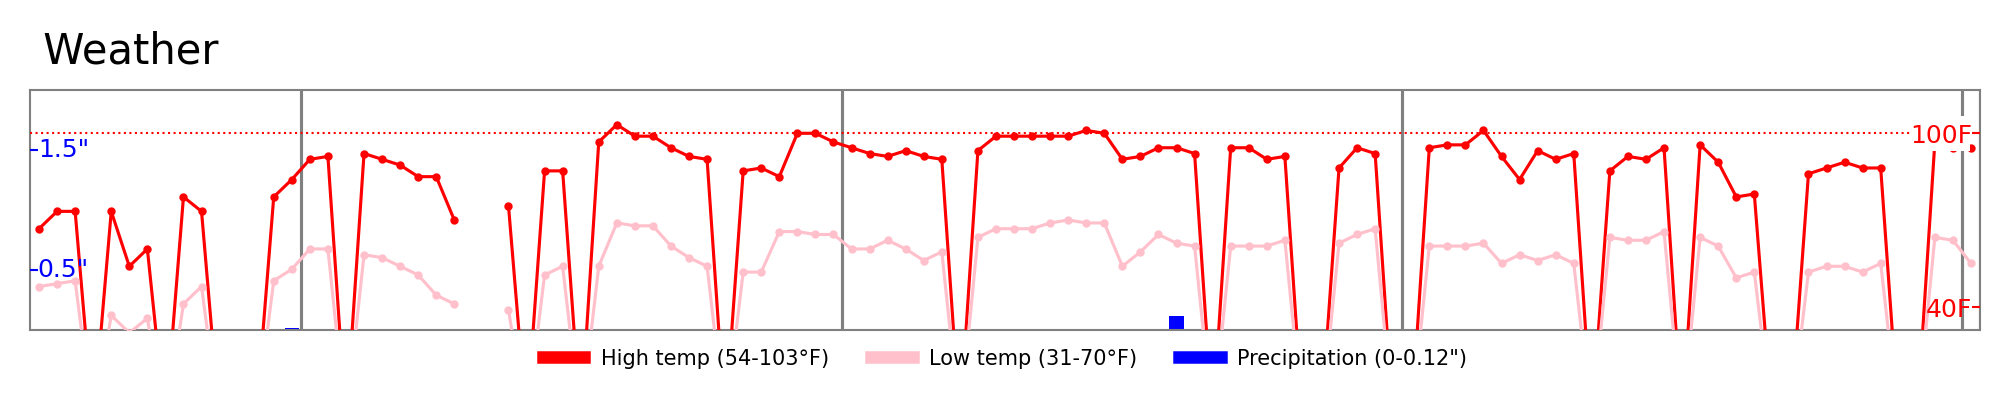 Weather
1.5"
100F
0.5"
40F
High temp (54-103°F) Low temp (31-70°F) Precipitation (0-0.12")